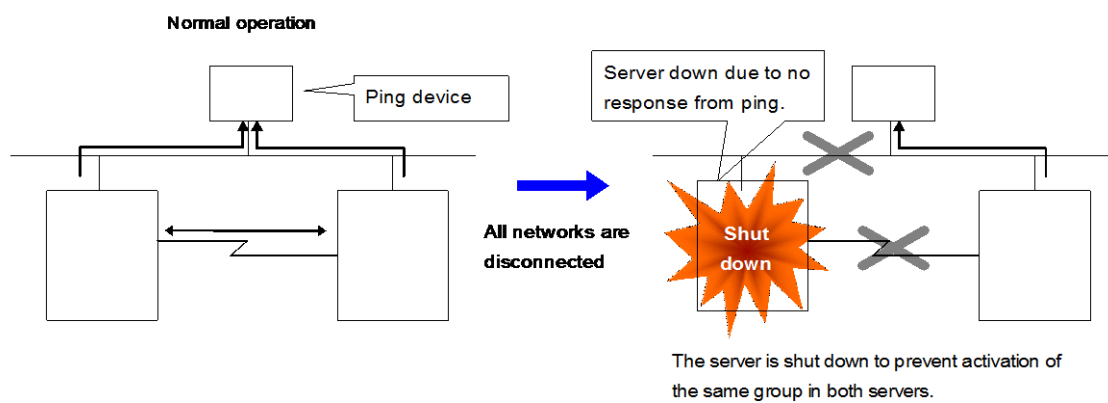 Normal operation
Ping device
Server down due to no
response from ping.
All networks are
disconnected
Shut
down
The server is shut down to prevent activation of
the same group in both servers.